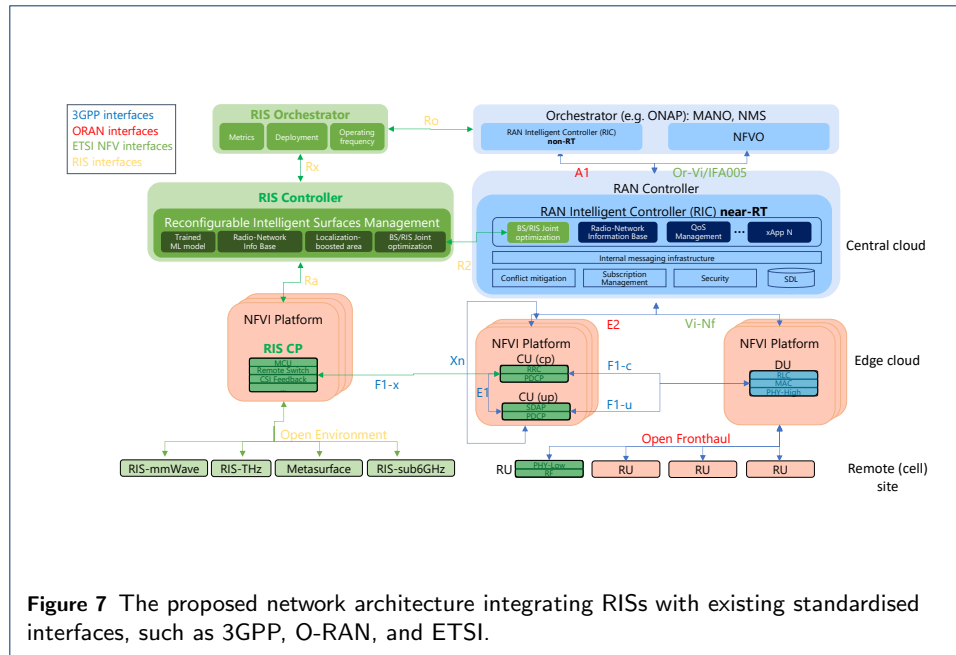 3GPP interfaces
ORAN interfaces
ETSI NFV interfaces
RIS interfaces
RIS Orchestrator
Metrics
Deployment
Operating
frequency
Ro
Orchestrator (e.g. ONAP): MANO, NMS
RAN Intelligent Controller (RIC)
non-RT
NFVO
Rx
A1
Or-Vi/IFA005
RIS Controller
Reconfigurable Intelligent Surfaces Management
Trained
ML model
Radio-Network
Info Base
Localization-
boosted area
BS/RIS Joint
optimization
R2
RAN Controller
RAN Intelligent Controller (RIC) near-RT
BS/RIS Joint
optimization
Radio-Network
Information Base
QoS
Management
...
xApp N
Internal messaging infrastructure
Conflict mitigation
Subscription
Management
Security
SDL
Central cloud
Ra
E2
Vi-Nf
NFVI Platform
RIS CP
MCU
Remote Switch
CSI Feedback
...
F1-x
Xn
E1
NFVI Platform
CU (cp)
RRC
PDCP
CU (up)
SDAP
PDCP
F1-c
F1-u
NFVI Platform
DU
RLC
MAC
PHY-High
Edge cloud
Open Environment
Open Fronthaul
RIS-mmWave
RIS-THz
Metasurface
RIS-sub6GHz
RU
PHY-Low
RF
RU
RU
RU
Remote (cell)
site
Figure 7 The proposed network architecture integrating RISs with existing standardised
interfaces, such as 3GPP, O-RAN, and ETSI.